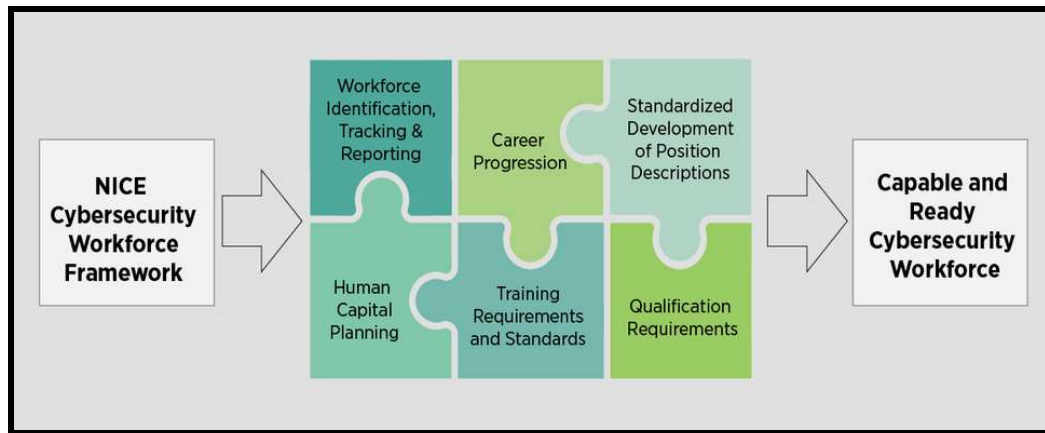 NICE
Cybersecurity
Workforce
Framework
Workforce
Identification,
Tracking &
Reporting
Career
Progression
Standardized
Development
of Position
Descriptions
Human
Capital
Planning
Training
Requirements
and Standards
Qualification
Requirements
Capable and
Ready
Cybersecurity
Workforce